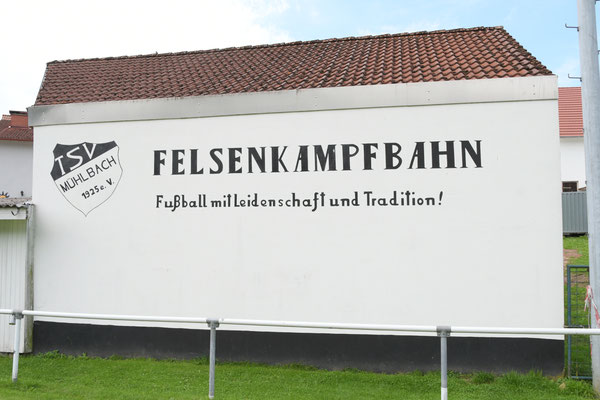 TSV
MÜHLBACH
1925 e. V.
FELSENKAMPFBAHN
Fußball mit Leidenschaft und Tradition!